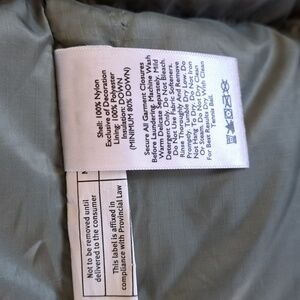 Shell: 100% Nylon
Exclusive of Decoration
Lining: 100% Polyester
Insulation: DOWN
(MINIMUM 80% DOWN)
Secure All Garment Closures
Before Laundering. Machine Wash
Warm Delicate Separately. Mild
Detergent Only. Do Not Bleach.
Do Not Use Fabric Softeners.
Rinse Thoroughly And Remove
Promptly. Tumble Dry Low. Do
Not Wring To Dry. Do Not Iron
Or Steam. Do Not Dry Clean
For Best Results Dry With Clean
Tennis Ball.
Not to be removed until
delivered to the consumer
This label is affixed in
compliance with Provincial Law